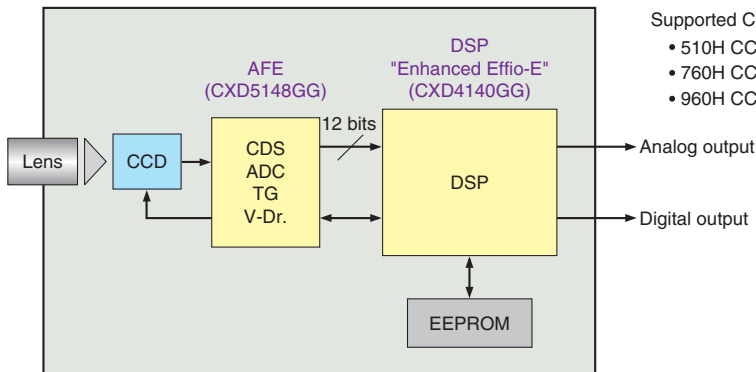 Supported C
• 510H CC
• 760H CC
• 960H CC
DSP
"Enhanced Effio-E"
(CXD4140GG)
AFE
(CXD5148GG)
12 bits
Lens
CCD
CDS
ADC
TG
V-Dr.
DSP
Analog output
Digital output
EEPROM